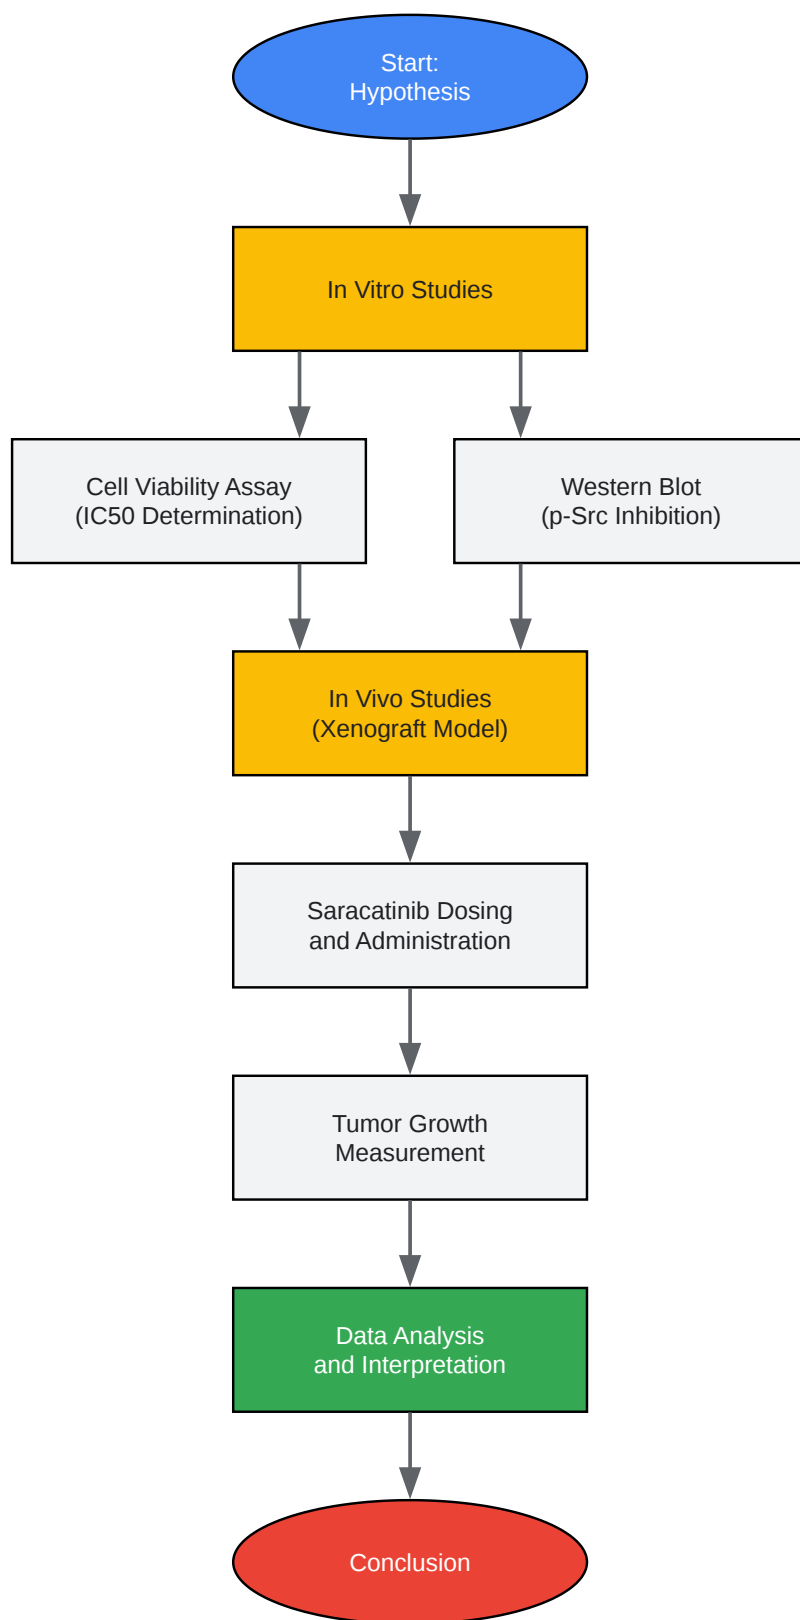 Start:
Hypothesis
In Vitro Studies
Cell Viability Assay
(IC50 Determination)
Western Blot
(p-Src Inhibition)
In Vivo Studies
(Xenograft Model)
Saracatinib Dosing
and Administration
Tumor Growth
Measurement
Data Analysis
and Interpretation
Conclusion